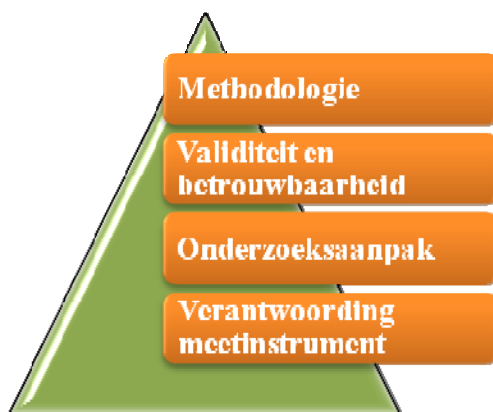 Methodologie
Validiteit en
betrouwbaarheid
Onderzoeksaanpak
Verantwoording
meetinstrument